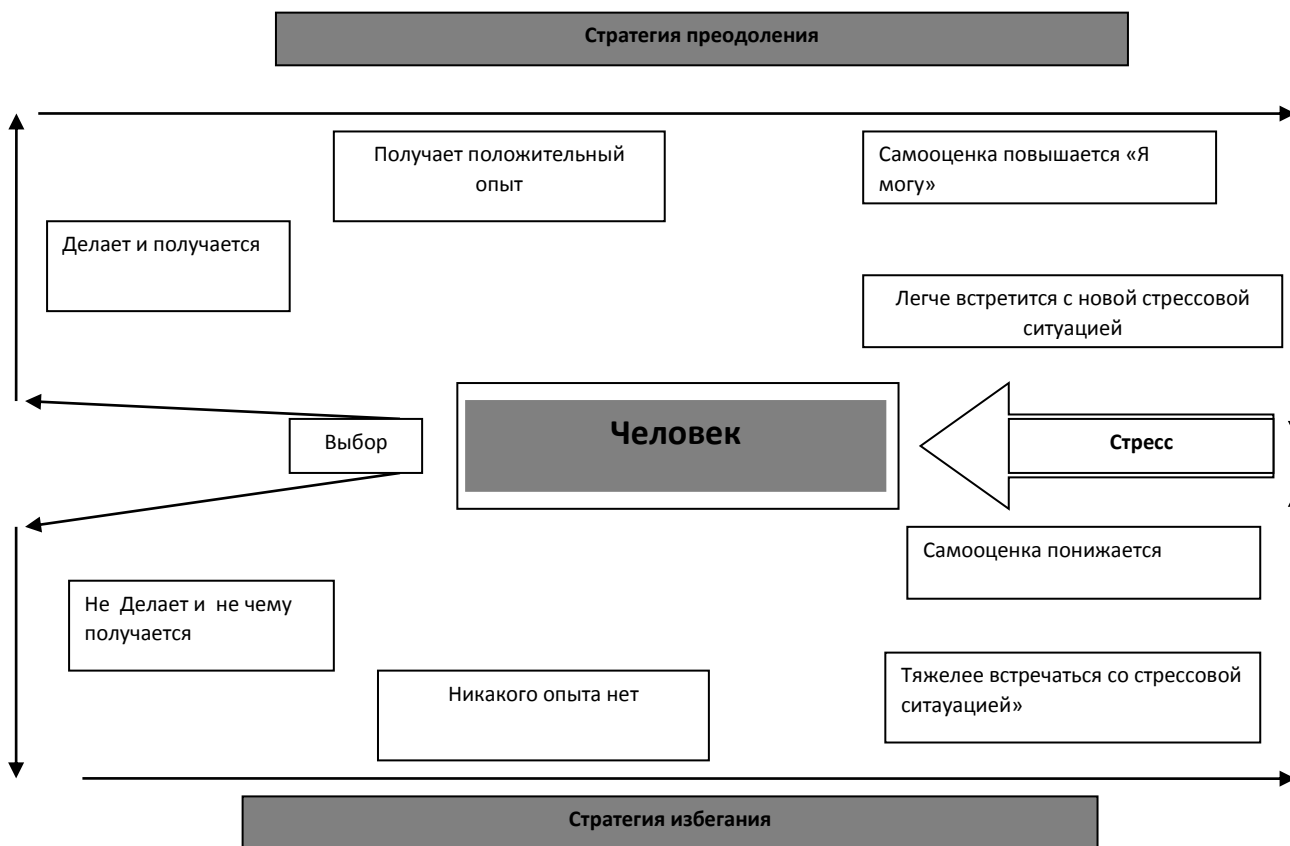 Стратегия преодоления
Получает положительный
опыт
Самооценка повышается «Я
могу»
Делает и получается
Легче встретится с новой стрессовой
ситуацией
Человек
Выбор
Стресс
Самооценка понижается
Не Делает и не чему
получается
Тяжелее встречаться со стрессовой
ситауацией»
Никакого опыта нет
Стратегия избегания